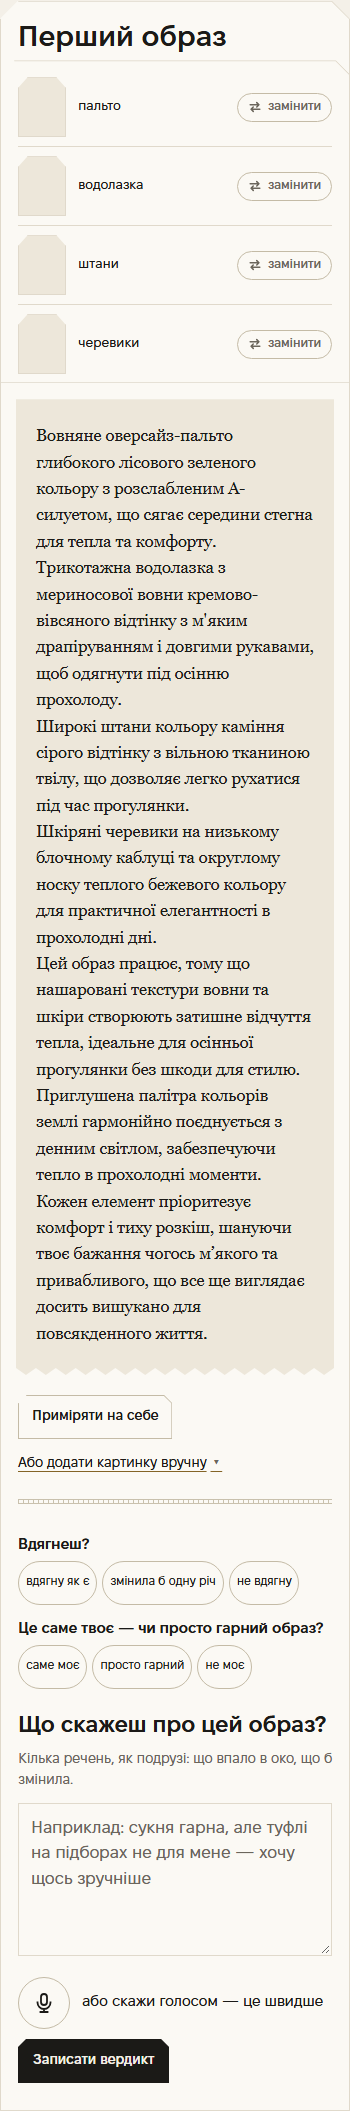 Перший образ
пальто
замінити
водолазка
замінити
штани
замінити
черевики
замінити
Вовняне оверсайз-пальто
глибокого лісового зеленого
кольору з розслабленим А-
силуетом, що сягає середини стегна
для тепла та комфорту.
Трикотажна водолазка з
мериносової вовни кремово-
вівсяного відтінку з м'яким
драпіруванням і довгими рукавами,
щоб одягнути під осінню
прохолоду.
Широкі штани кольору каміння
сірого відтінку з вільною тканиною
твілу, що дозволяє легко рухатися
під час прогулянки.
Шкіряні черевики на низькому
блочному каблуці та округлому
носку теплого бежевого кольору
для практичної елегантності в
прохолодні дні.
Цей образ працює, тому що
нашаровані текстури вовни та
шкіри створюють затишне відчуття
тепла, ідеальне для осінньої
прогулянки без шкоди для стилю.
Приглушена палітра кольорів
землі гармонійно поєднується з
денним світлом, забезпечуючи
тепло в прохолодні моменти.
Кожен елемент пріоритезує
комфорт і тиху розкіш, шануючи
твоє бажання чогось м’якого та
привабливого, що все ще виглядає
досить вишукано для
повсякденного життя.
Приміряти на себе
Або додати картинку вручну
Вдягнеш?
вдягну як є
змінила б одну річ
не вдягну
Це саме твоє — чи просто гарний образ?
саме моє
просто гарний
не моє
Що скажеш про цей образ?
Кілька речень, як подрузі: що впало в око, що б
змінила.
Наприклад: сукня гарна, але туфлі
на підборах не для мене — хочу
щось зручніше
або скажи голосом — це швидше
Записати вердикт